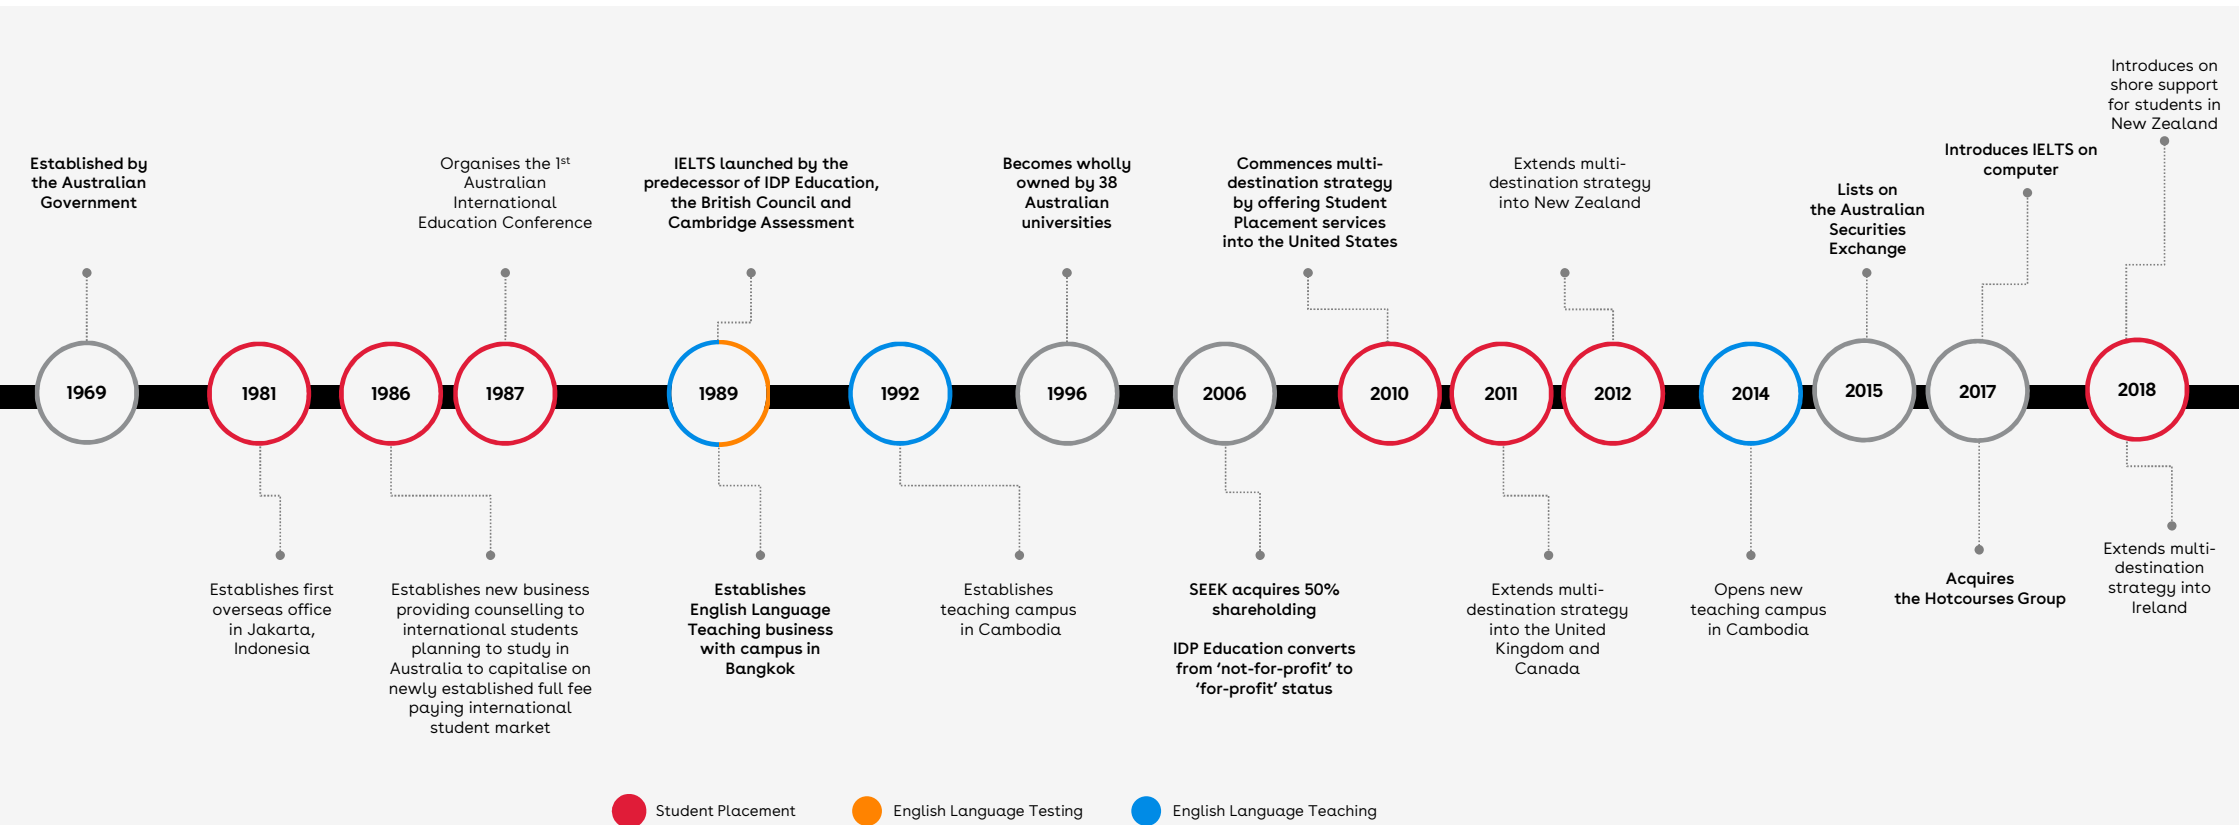 Established by
the Australian
Government
Organises the 1st
Australian
International
Education Conference
IELTS launched by the
predecessor of IDP Education,
the British Council and
Cambridge Assessment
Becomes wholly
owned by 38
Australian
universities
Commences multi-
destination strategy
by offering Student
Placement services
into the United States
Extends multi-
destination strategy
into New Zealand
Lists on
the Australian
Securities
Exchange
Introduces IELTS on
computer
Introduces on
shore support
for students in
New Zealand
1969
1981
1986
1987
1989
1992
1996
2006
2010
2011
2012
2014
2015
2017
2018
Establishes first
overseas office
in Jakarta,
Indonesia
Establishes new business
providing counselling to
international students
planning to study in
Australia to capitalise on
newly established full fee
paying international
student market
Establishes
English Language
Teaching business
with campus in
Bangkok
Establishes
teaching campus
in Cambodia
SEEK acquires 50%
shareholding
IDP Education converts
from ‘not-for-profit’ to
‘for-profit’ status
Extends multi-
destination strategy
into the United
Kingdom and
Canada
Opens new
teaching campus
in Cambodia
Acquires
the Hotcourses Group
Extends multi-
destination
strategy into
Ireland
Student Placement
English Language Testing
English Language Teaching